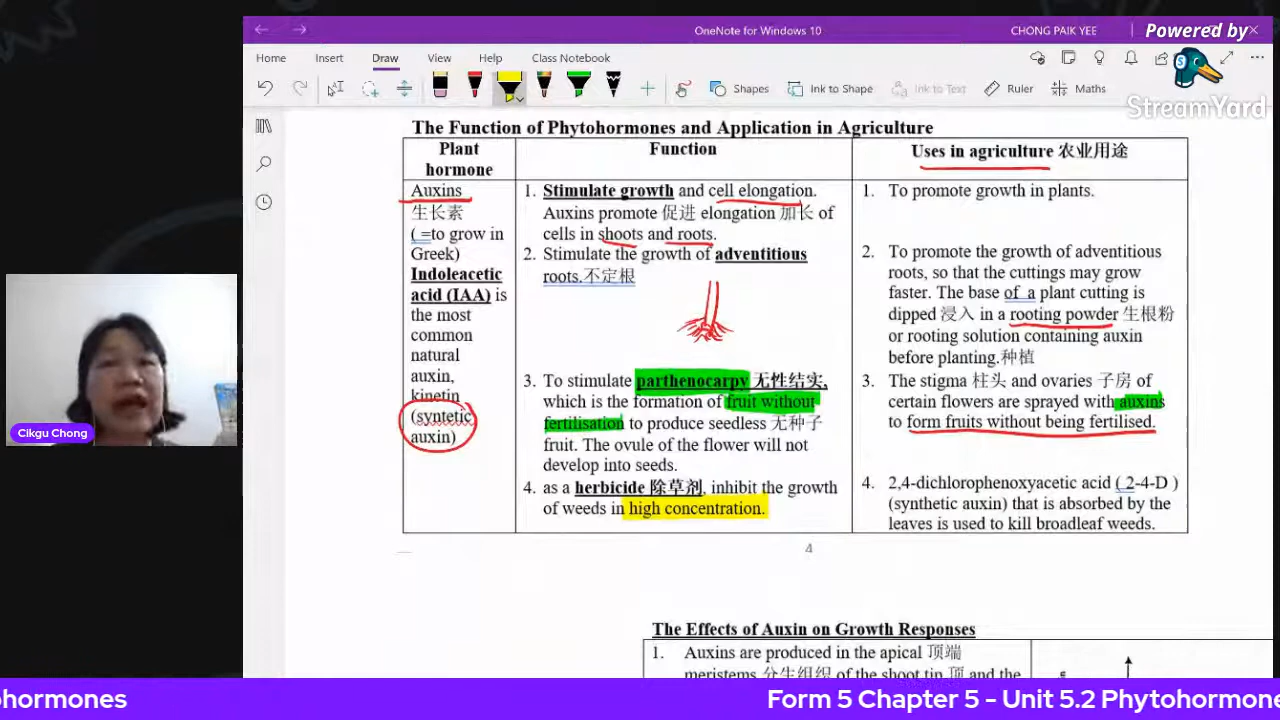 OneNote for Windows 10
CHONG PAIK YEE
Powered by
StreamYard
Home Insert Draw View Help Class Notebook
Shapes Ink to Shape Ink to Text Ruler Maths
The Function of Phytohormones and Application in Agriculture
Plant
hormone
Function
Uses in agriculture 农业用途
Auxins
生长素
( =to grow in
Greek)
Indoleacetic
acid (IAA) is
the most
common
natural
auxin,
kinetin
(syntetic
auxin)
1. Stimulate growth and cell elongation.
Auxins promote 促进 elongation 加长 of
cells in shoots and roots.
2. Stimulate the growth of adventitious
roots.不定根
3. To stimulate parthenocarpy 无性结实,
which is the formation of fruit without
fertilisation to produce seedless 无种子
fruit. The ovule of the flower will not
develop into seeds.
4. as a herbicide 除草剂, inhibit the growth
of weeds in high concentration.
1. To promote growth in plants.
2. To promote the growth of adventitious
roots, so that the cuttings may grow
faster. The base of a plant cutting is
dipped 浸入 in a rooting powder 生根粉
or rooting solution containing auxin
before planting.种植
3. The stigma 柱头 and ovaries 子房 of
certain flowers are sprayed with auxins
to form fruits without being fertilised.
4. 2,4-dichlorophenoxyacetic acid ( 2-4-D )
(synthetic auxin) that is absorbed by the
leaves is used to kill broadleaf weeds.
4
The Effects of Auxin on Growth Responses
1. Auxins are produced in the apical 顶端
meristems 分生组织 of the shoot tip 顶 and the
Cikgu Chong
ohormones
Form 5 Chapter 5 - Unit 5.2 Phytohormone